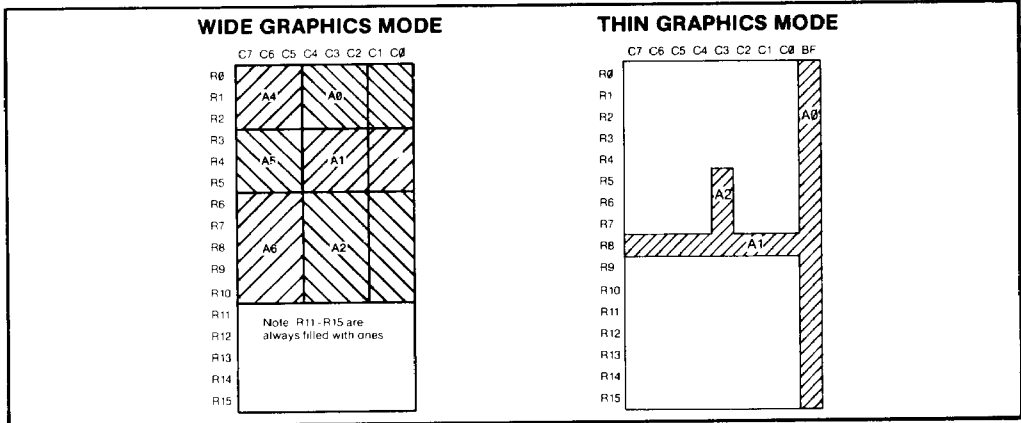 WIDE GRAPHICS MODE
C7 C6 C5 C4 C3 C2 C1 CØ
RØ
R1
R2
R3
R4
R5
R6
R7
R8
R9
R10
R11
R12
R13
R14
R15
A4
AØ
A5
A1
A6
A2
Note R11-R15 are
always filled with ones
THIN GRAPHICS MODE
C7 C6 C5 C4 C3 C2 C1 CØ BF
RØ
R1
R2
R3
R4
R5
R6
R7
R8
R9
R10
R11
R12
R13
R14
R15
AØ
A2
A1